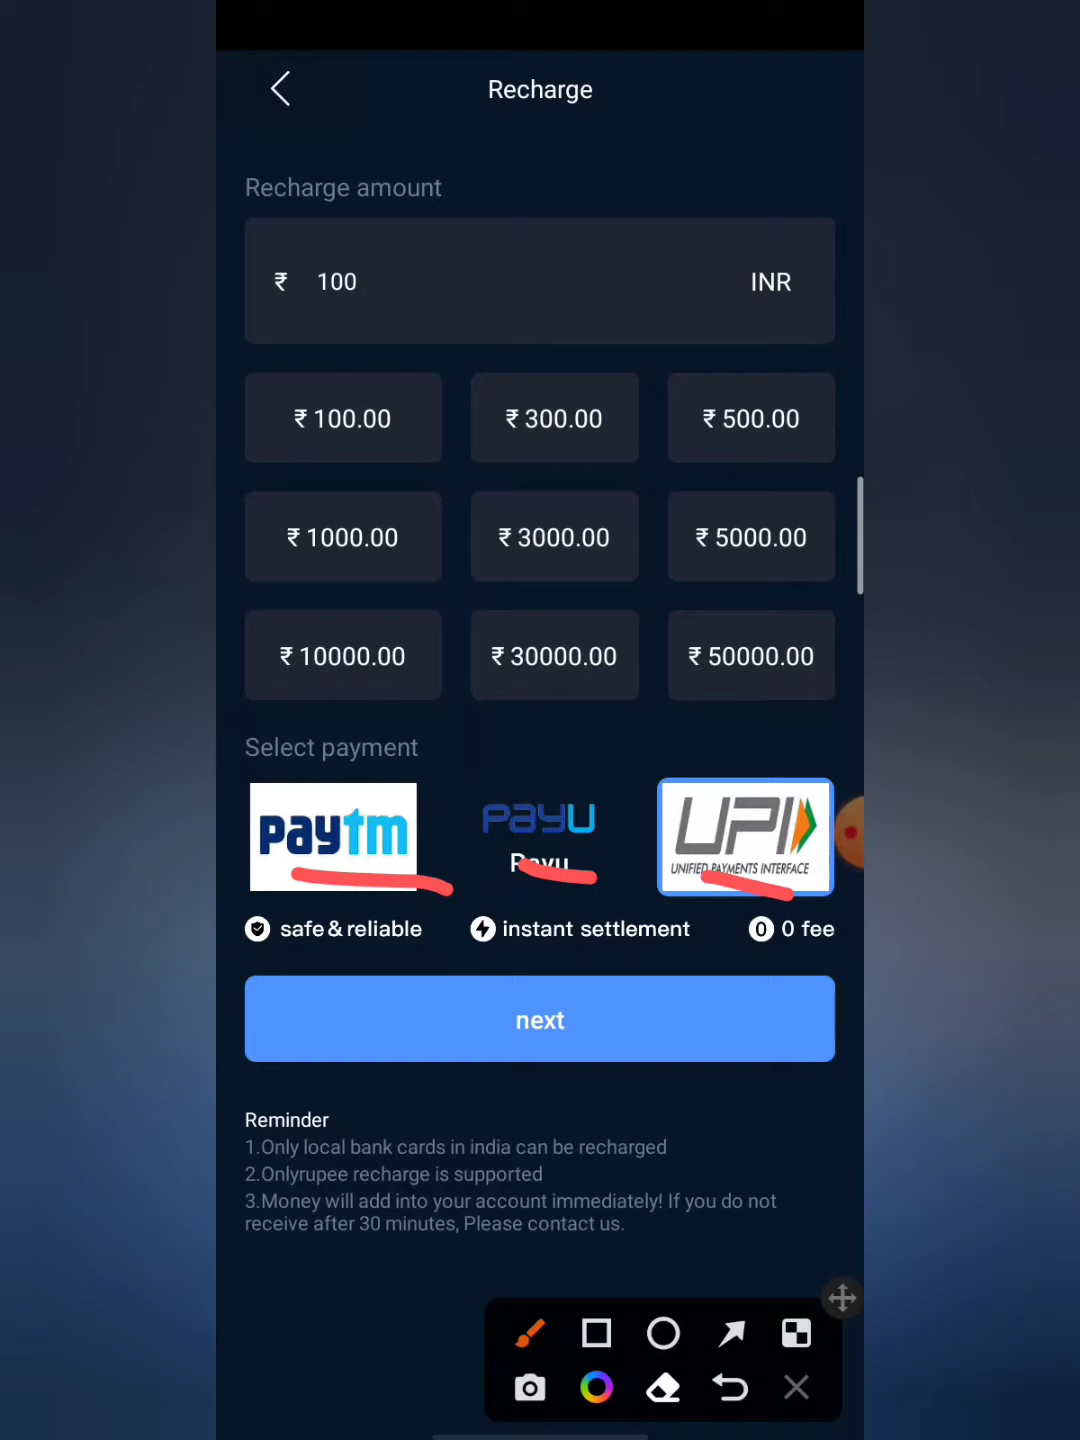 Recharge
Recharge amount
₹ 100 INR
₹ 100.00 ₹ 300.00 ₹ 500.00
₹ 1000.00 ₹ 3000.00 ₹ 5000.00
₹ 10000.00 ₹ 30000.00 ₹ 50000.00
Select payment
paytm PayU UPI
Payu UNIFIED PAYMENTS INTERFACE
safe & reliable instant settlement 0 0 fee
next
Reminder
1.Only local bank cards in india can be recharged
2.Onlyrupee recharge is supported
3.Money will add into your account immediately! If you do not
receive after 30 minutes, Please contact us.